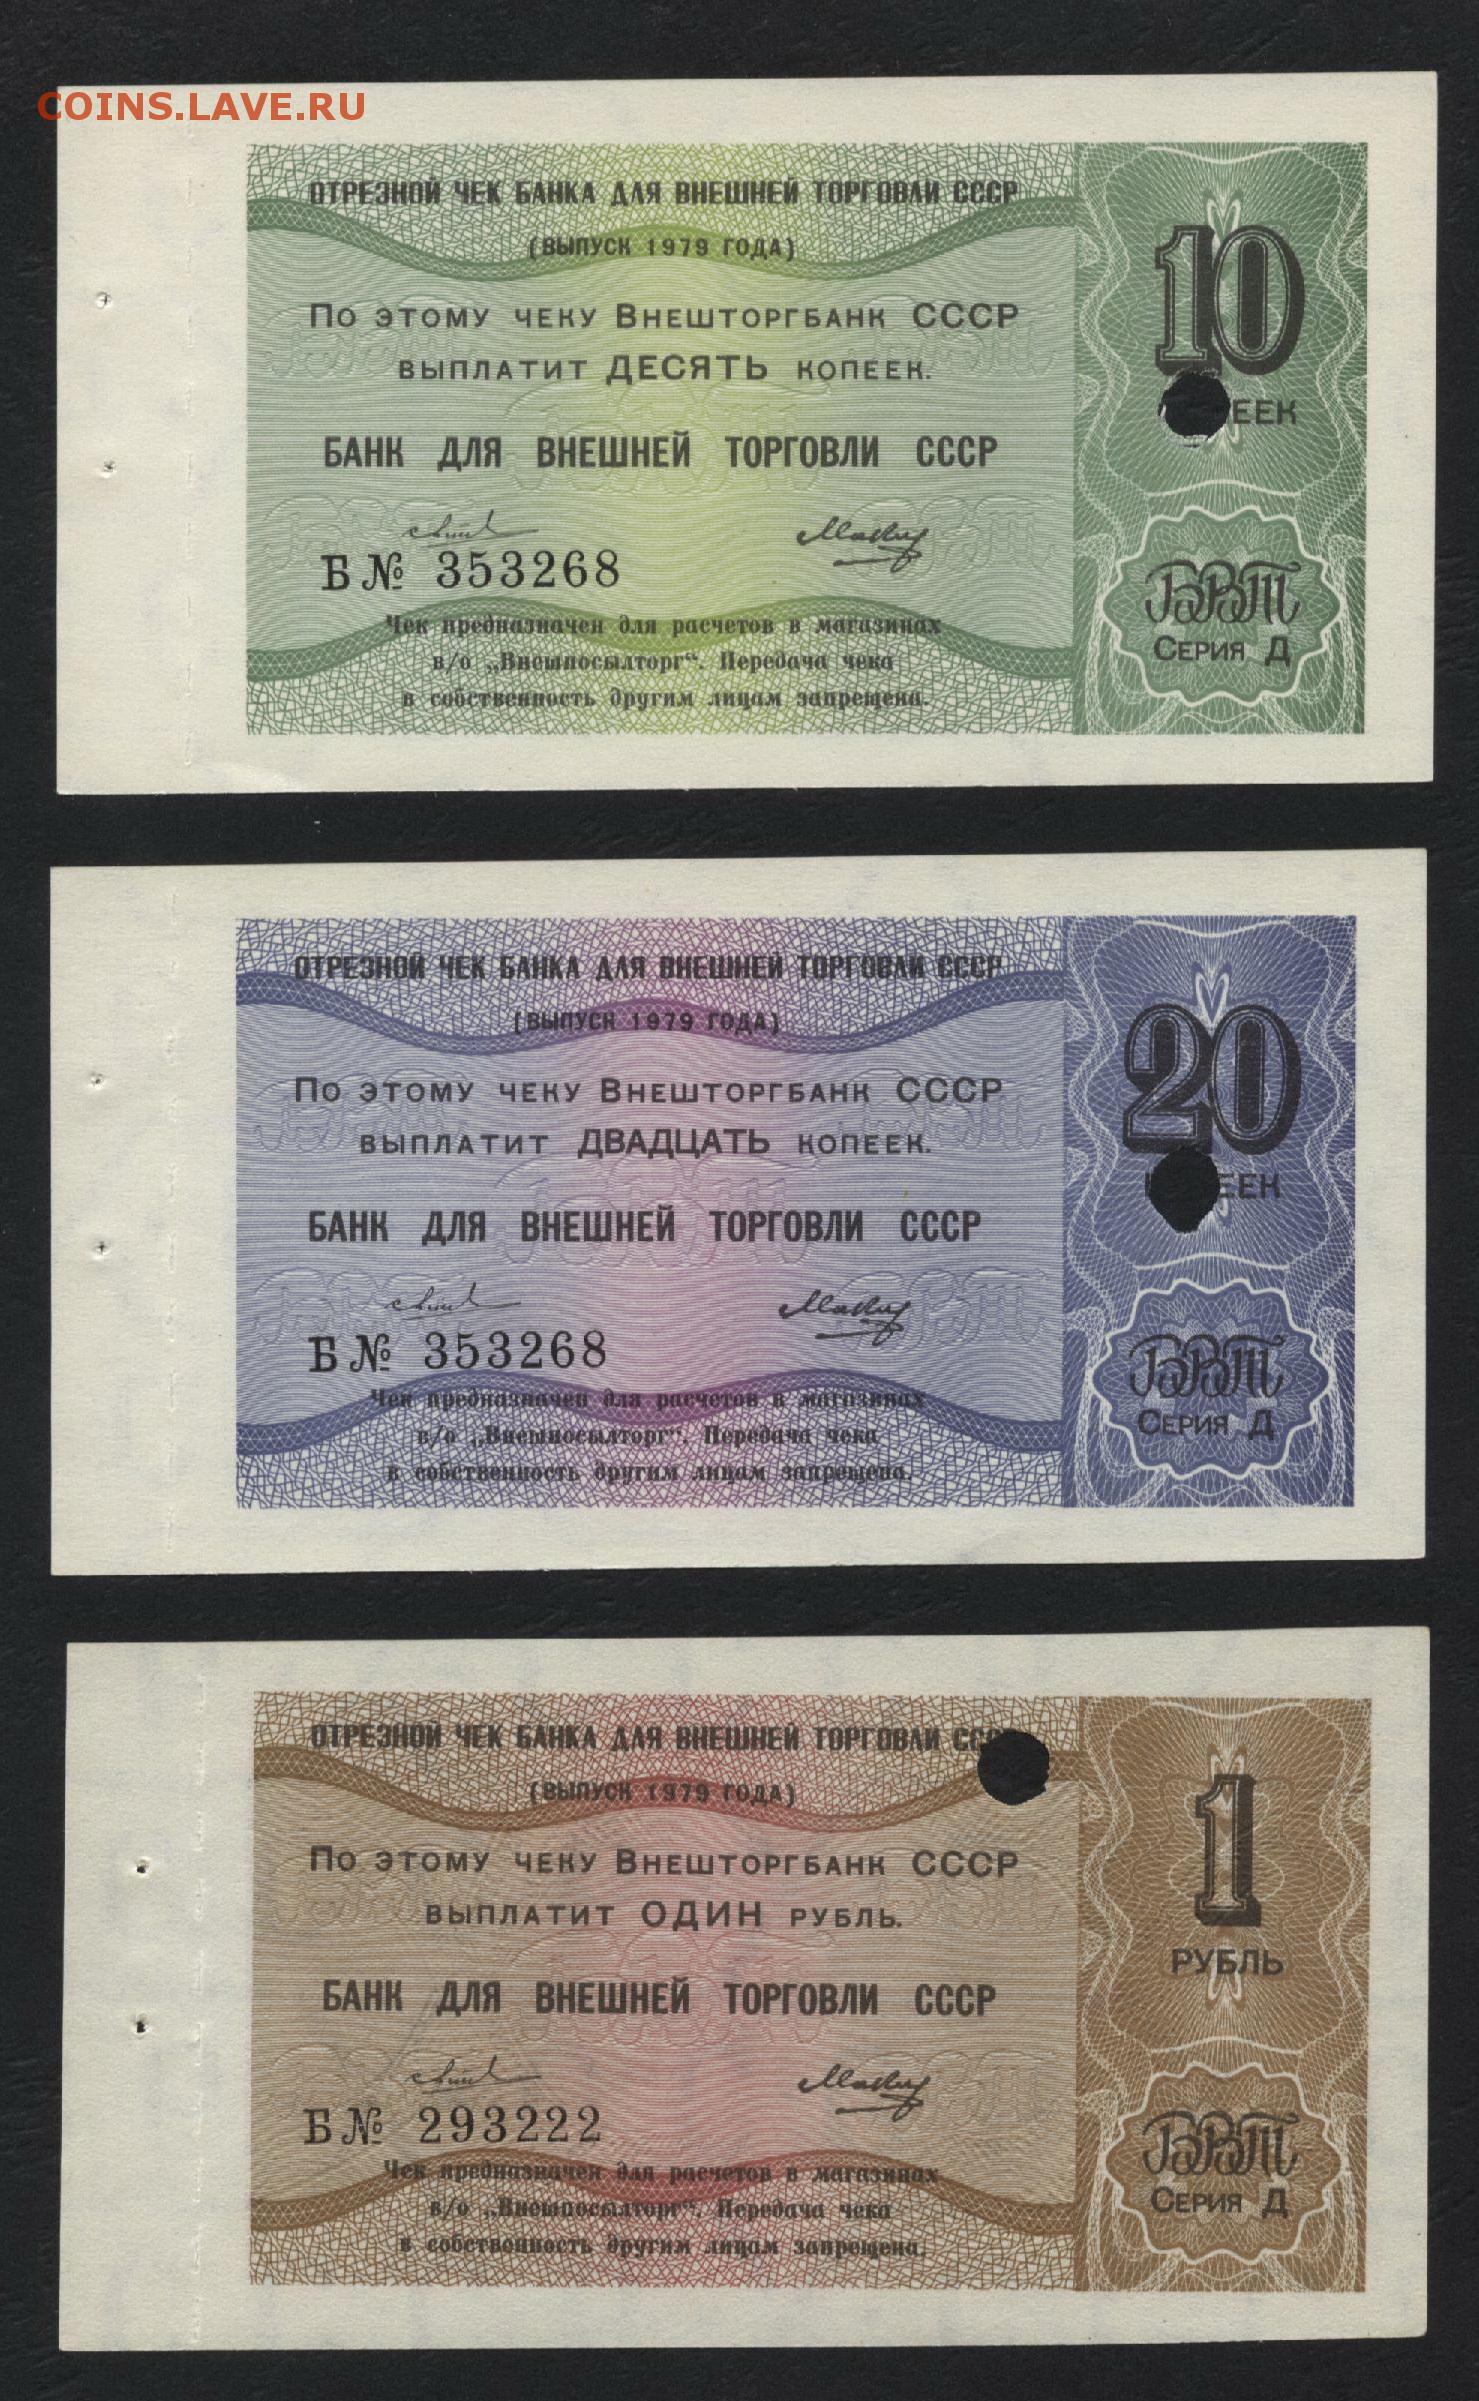 COINS.LAVE.RU
ОТРЕЗНОЙ ЧЕК БАНКА ДЛЯ ВНЕШНЕЙ ТОРГОВЛИ СССР
(ВЫПУСК 1979 ГОДА)
По этому чеку Внешторгбанк СССР
выплатит ДЕСЯТЬ копеек.
БАНК ДЛЯ ВНЕШНЕЙ ТОРГОВЛИ СССР
Б № 353268
Чек предназначен для расчетов в магазинах
в/о „Внешпосылторг“. Передача чека
в собственность другим лицам запрещена.
10
ЕЕК
БВТ
Серия Д
ОТРЕЗНОЙ ЧЕК БАНКА ДЛЯ ВНЕШНЕЙ ТОРГОВЛИ СССР
(ВЫПУСК 1979 ГОДА)
По этому чеку Внешторгбанк СССР
выплатит ДВАДЦАТЬ копеек.
БАНК ДЛЯ ВНЕШНЕЙ ТОРГОВЛИ СССР
Б № 353268
Чек предназначен для расчетов в магазинах
в/о „Внешпосылторг“. Передача чека
в собственность другим лицам запрещена.
20
ЕЕК
БВТ
Серия Д
ОТРЕЗНОЙ ЧЕК БАНКА ДЛЯ ВНЕШНЕЙ ТОРГОВЛИ СС
(ВЫПУСК 1979 ГОДА)
По этому чеку Внешторгбанк СССР
выплатит ОДИН рубль.
БАНК ДЛЯ ВНЕШНЕЙ ТОРГОВЛИ СССР
Б № 293222
Чек предназначен для расчетов в магазинах
в/о „Внешпосылторг“. Передача чека
в собственность другим лицам запрещена.
1
РУБЛЬ
БВТ
Серия Д